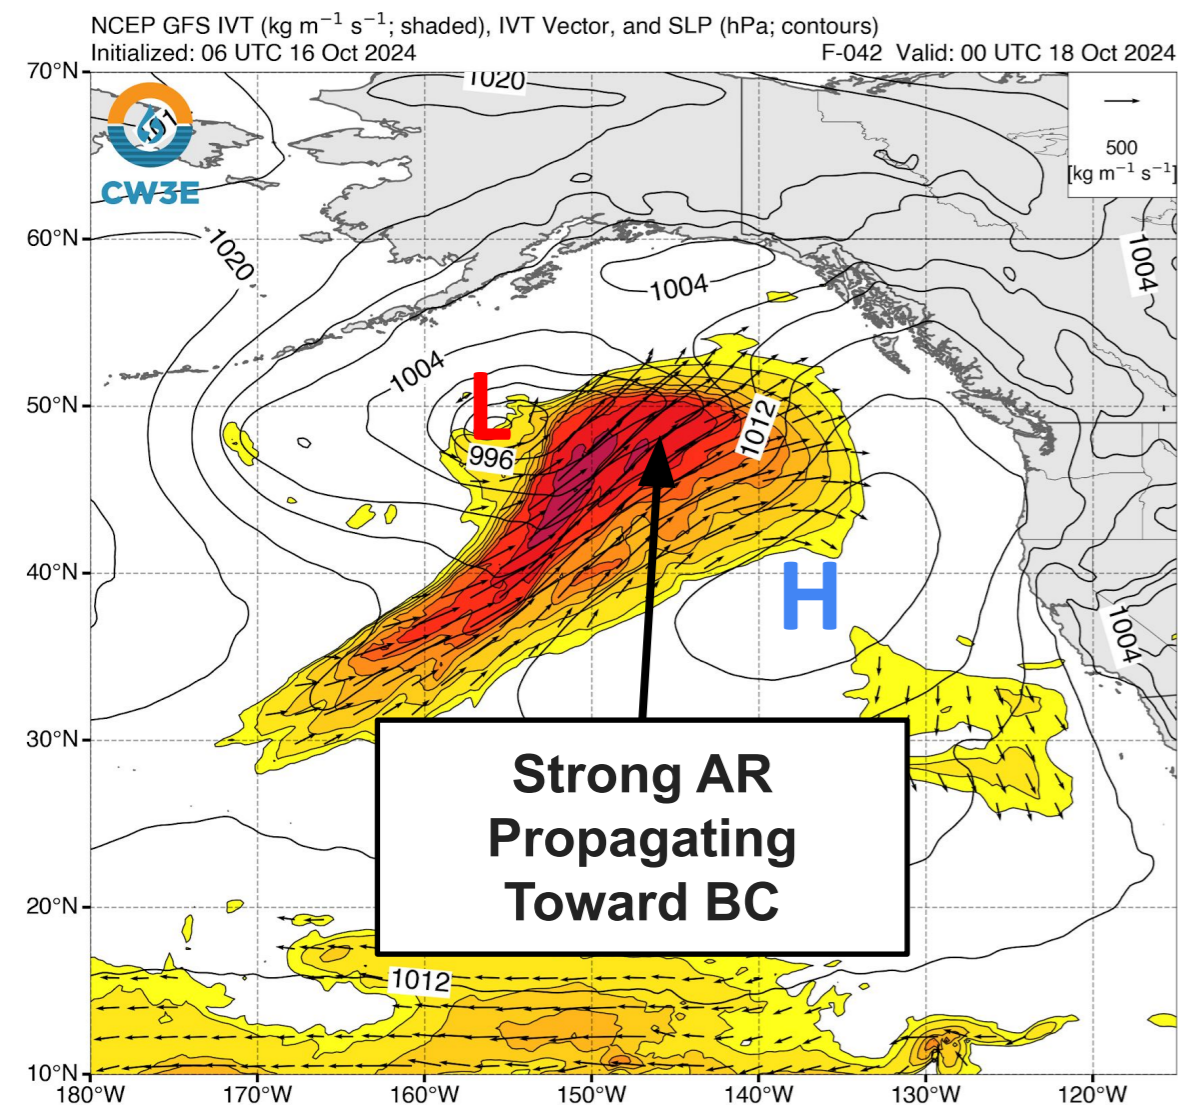 NCEP GFS IVT (kg m⁻¹ s⁻¹; shaded), IVT Vector, and SLP (hPa; contours)
Initialized: 06 UTC 16 Oct 2024
F-042 Valid: 00 UTC 18 Oct 2024
70°N
1020
500
[kg m⁻¹ s⁻¹]
CW3E
60°N
1020
1004
1004
1004
L
50°N
1012
996
40°N
H
1004
30°N
Strong AR
Propagating
Toward BC
20°N
1012
10°N
180°W
170°W
160°W
150°W
140°W
130°W
120°W